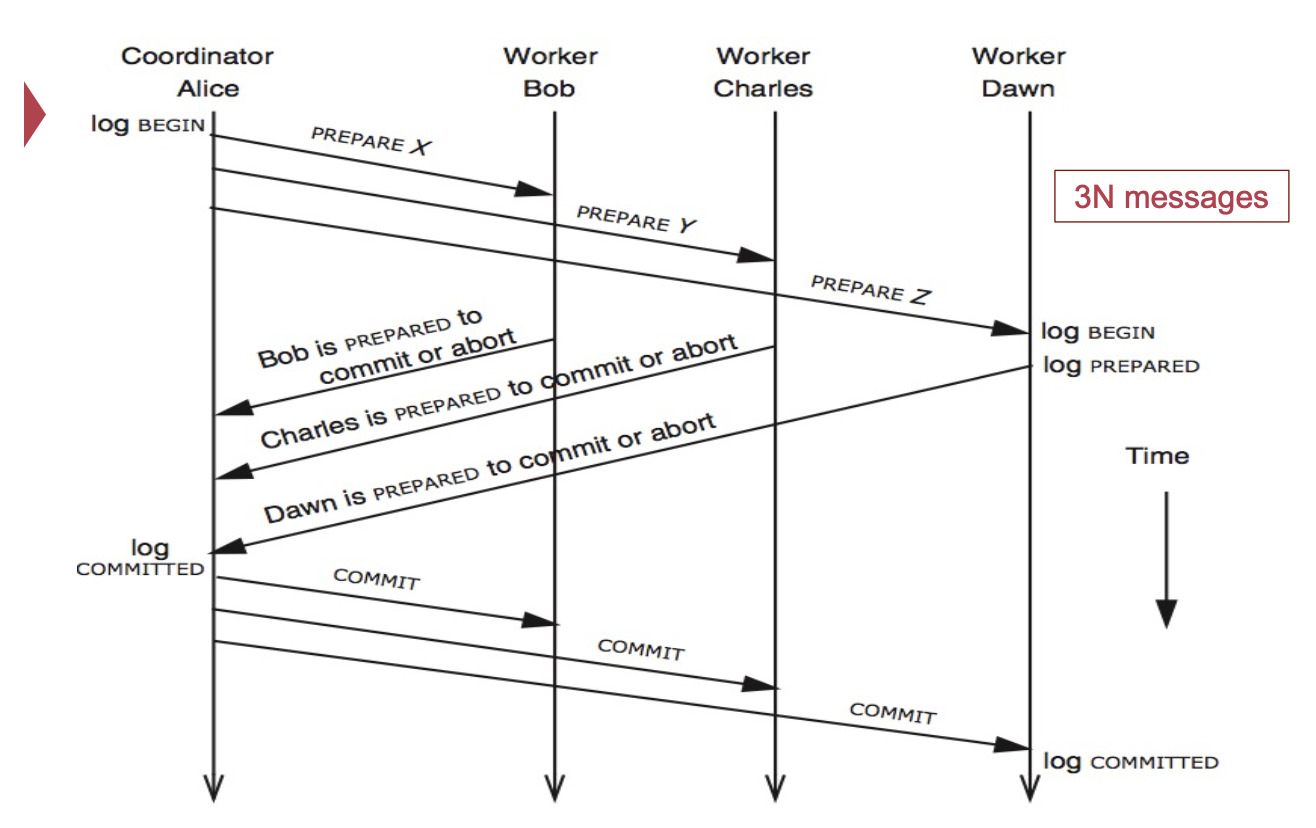 Coordinator
Alice
Worker
Bob
Worker
Charles
Worker
Dawn
log BEGIN
PREPARE X
PREPARE Y
3N messages
PREPARE Z
log BEGIN
log PREPARED
Bob is PREPARED to
commit or abort
Charles is PREPARED to commit or abort
Dawn is PREPARED to commit or abort
Time
log
COMMITTED
COMMIT
COMMIT
COMMIT
log COMMITTED